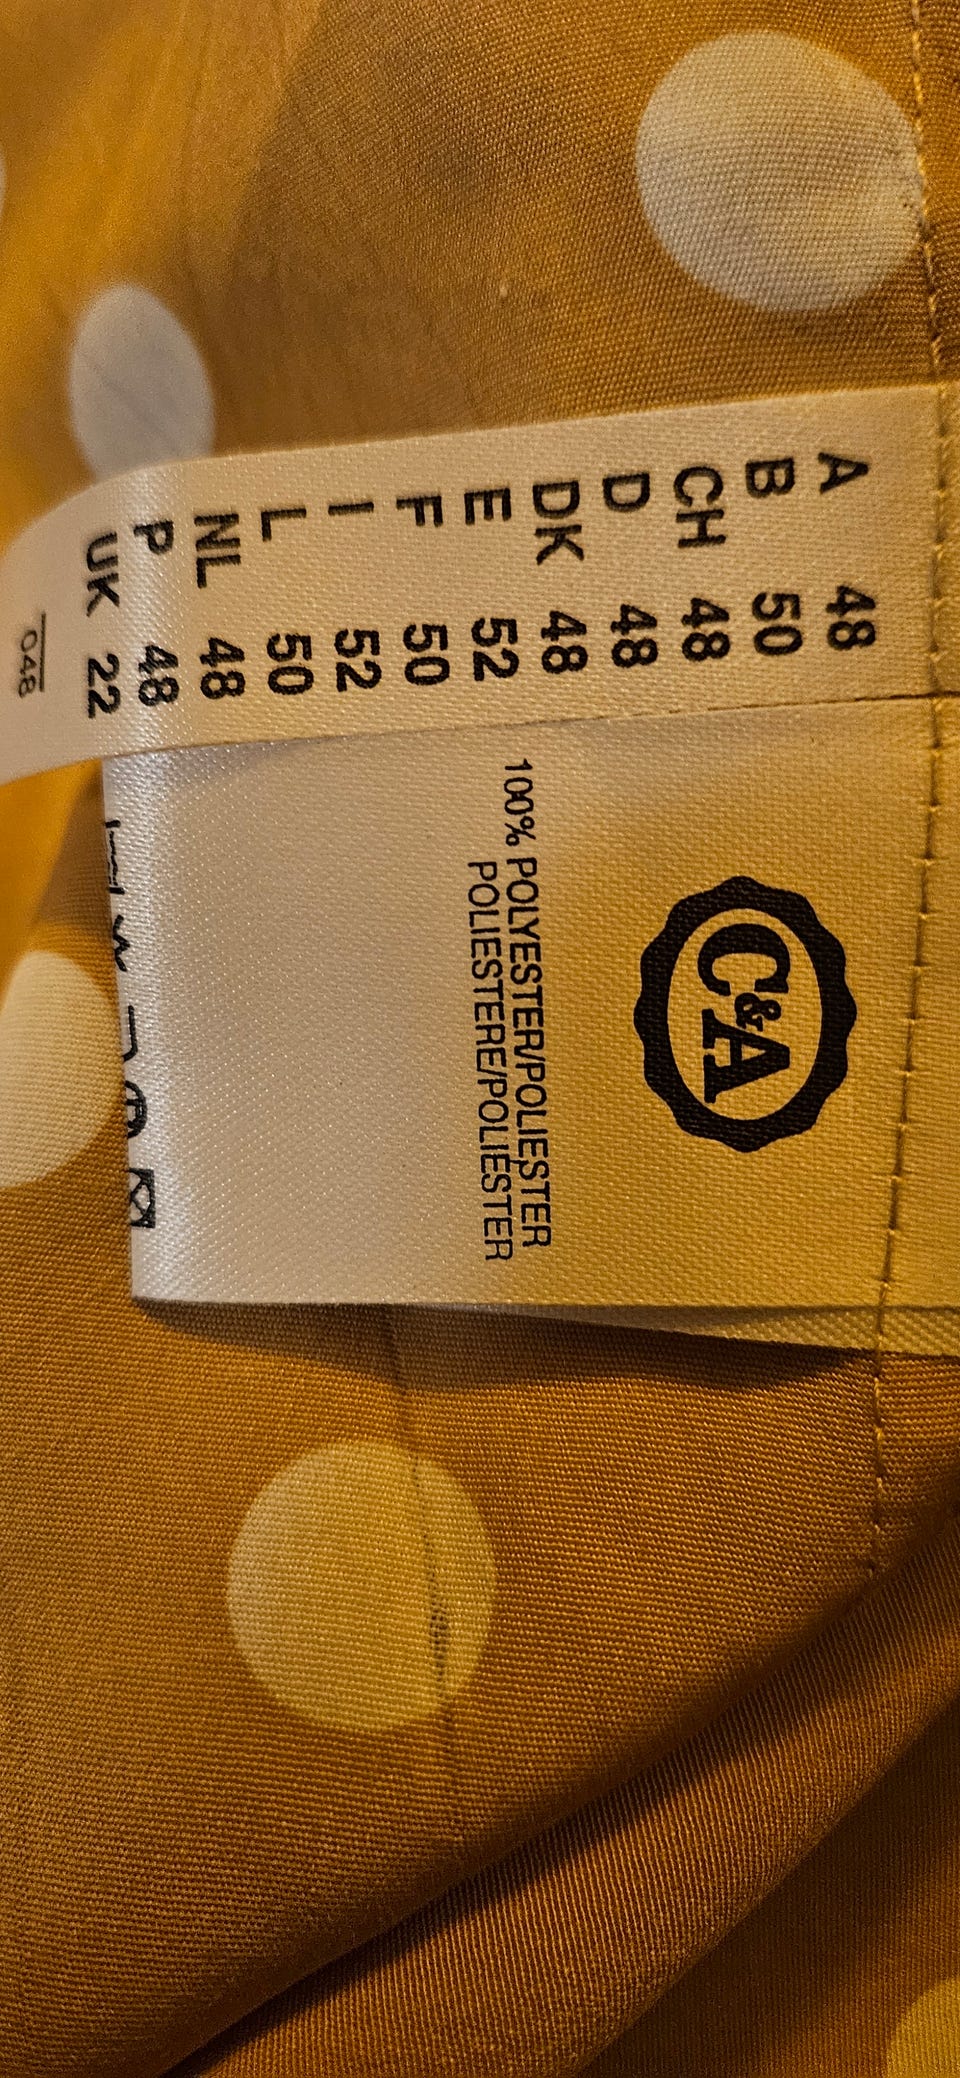 A 48
B 50
CH 48
D 48
DK 48
E 52
F 50
I 52
L 50
NL 48
P 48
UK 22
048
C&A
100% POLYESTER/POLIÉSTER
POLIESTERE/POLIESTER